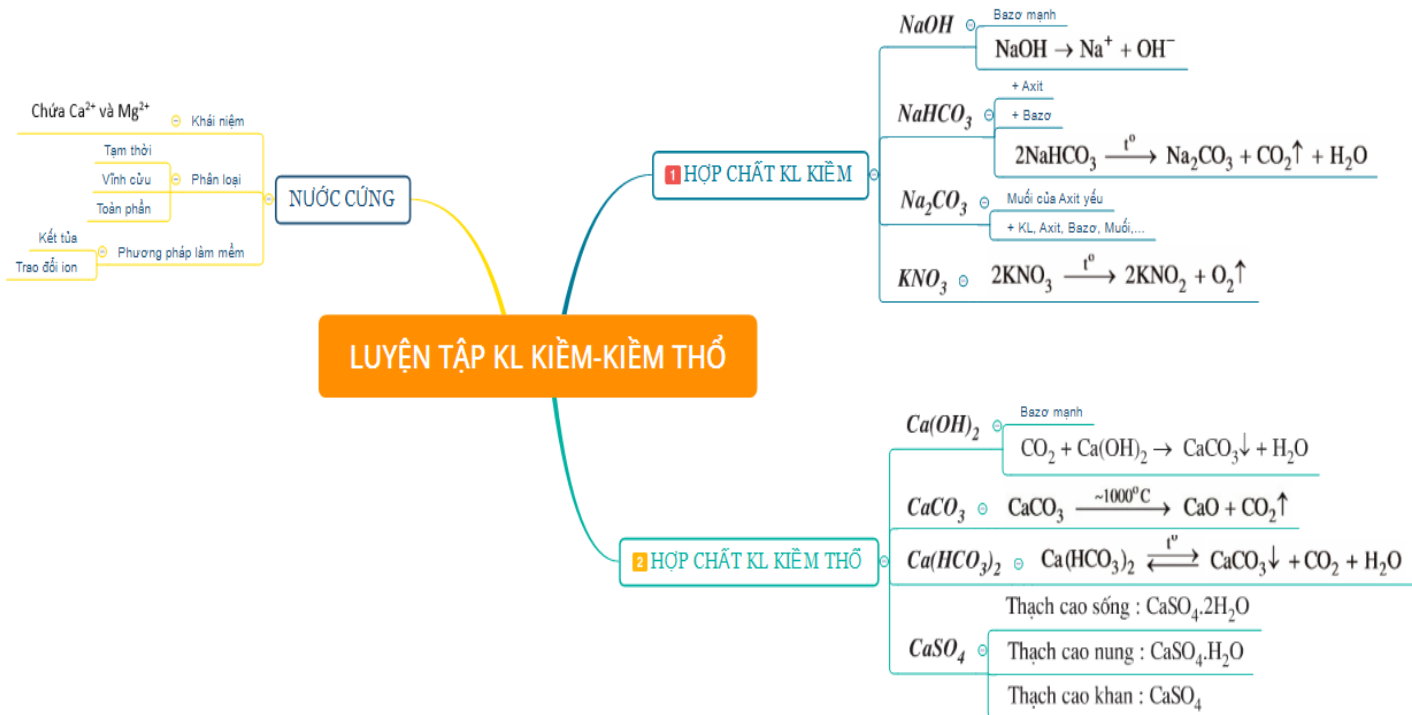 LUYỆN TẬP KL KIỀM-KIỀM THỔ
1 HỢP CHẤT KL KIỀM
NaOH
Bazơ mạnh
NaOH → Na⁺ + OH⁻
NaHCO₃
+ Axit
+ Bazơ
2NaHCO₃ —tᵒ→ Na₂CO₃ + CO₂↑ + H₂O
Na₂CO₃
Muối của Axit yếu
+ KL, Axit, Bazơ, Muối,...
KNO₃
2KNO₃ —tᵒ→ 2KNO₂ + O₂↑
2 HỢP CHẤT KL KIỀM THỔ
Ca(OH)₂
Bazơ mạnh
CO₂ + Ca(OH)₂ → CaCO₃↓ + H₂O
CaCO₃
CaCO₃ —~1000⁰C→ CaO + CO₂↑
Ca(HCO₃)₂
Ca(HCO₃)₂ —tᵒ⇌ CaCO₃↓ + CO₂ + H₂O
CaSO₄
Thạch cao sống : CaSO₄.2H₂O
Thạch cao nung : CaSO₄.H₂O
Thạch cao khan : CaSO₄
NƯỚC CỨNG
Khái niệm
Chứa Ca²⁺ và Mg²⁺
Phân loại
Tạm thời
Vĩnh cửu
Toàn phần
Phương pháp làm mềm
Kết tủa
Trao đổi ion